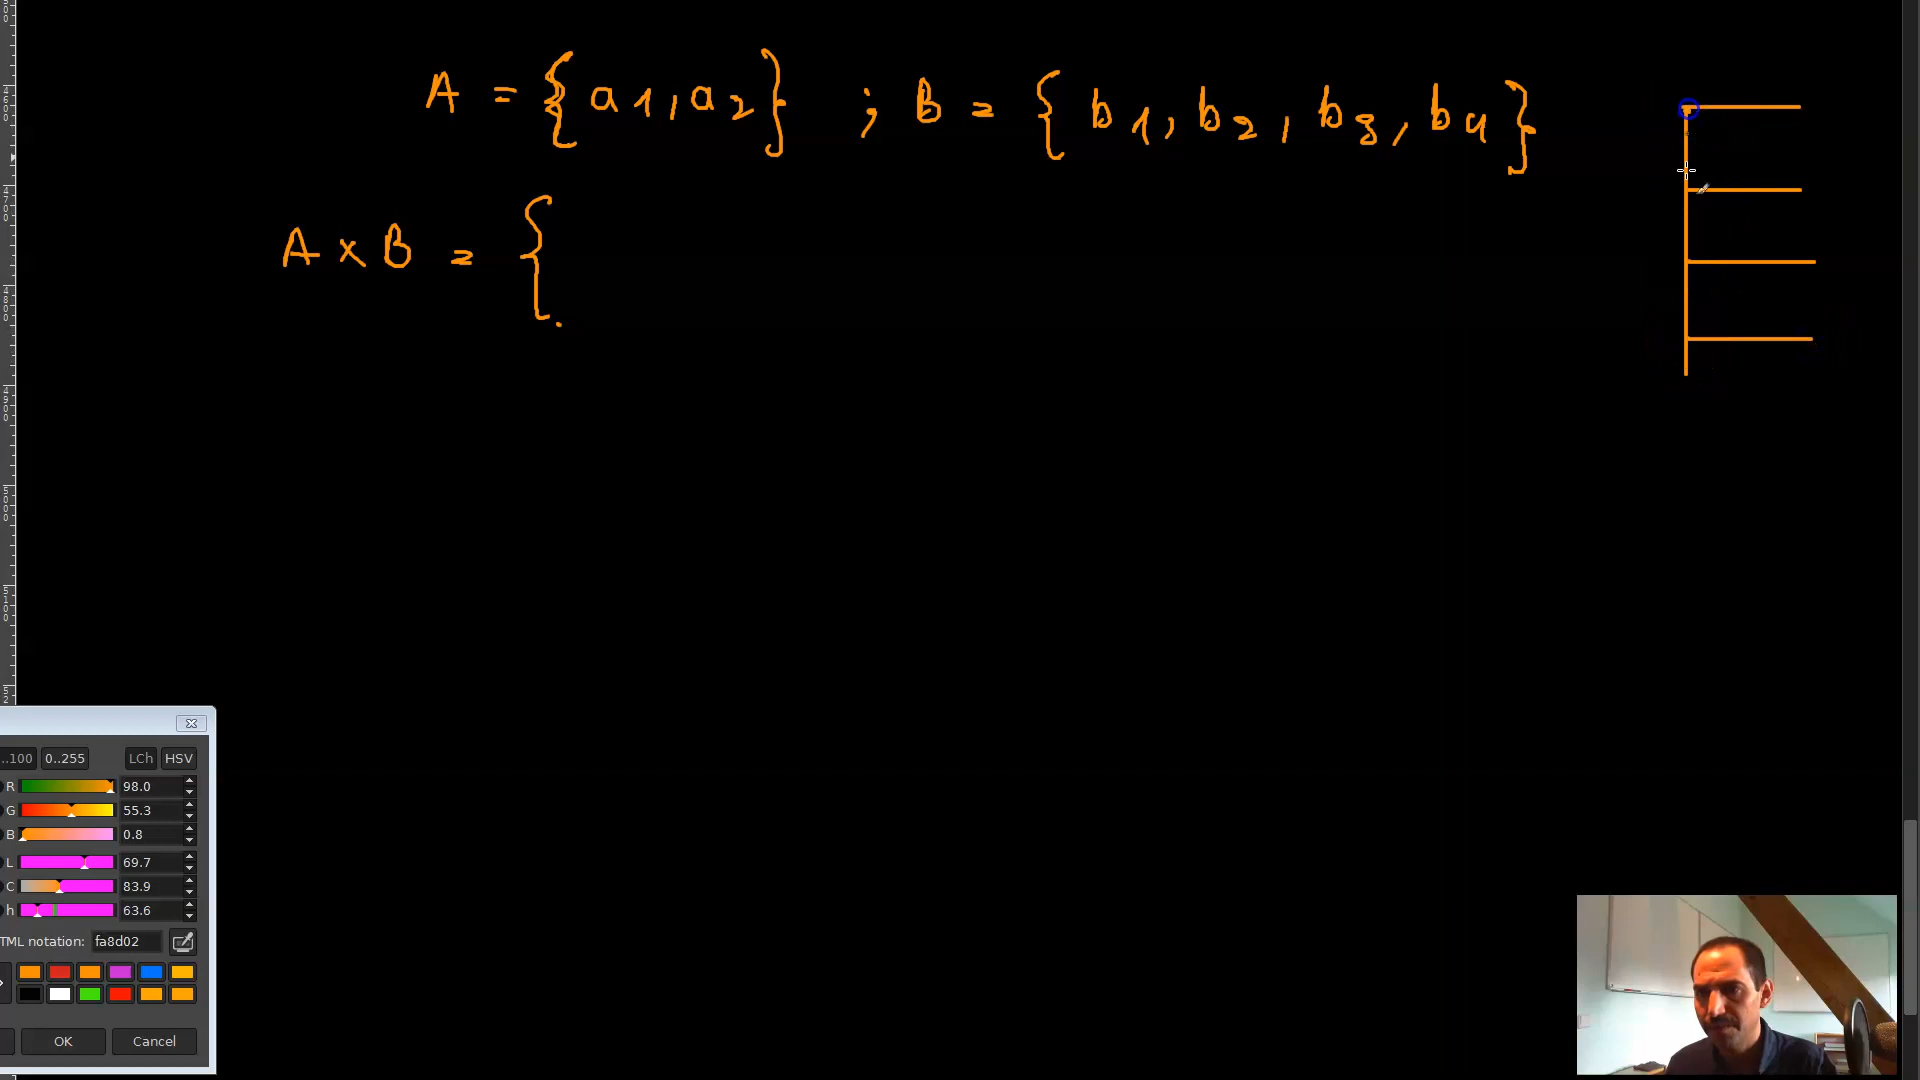 A = {a1, a2} ; B = {b1, b2, b3, b4}
A × B = {
..100 0..255 LCh HSV
R 98.0
G 55.3
B 0.8
L 69.7
C 83.9
h 63.6
TML notation: fa8d02
OK Cancel